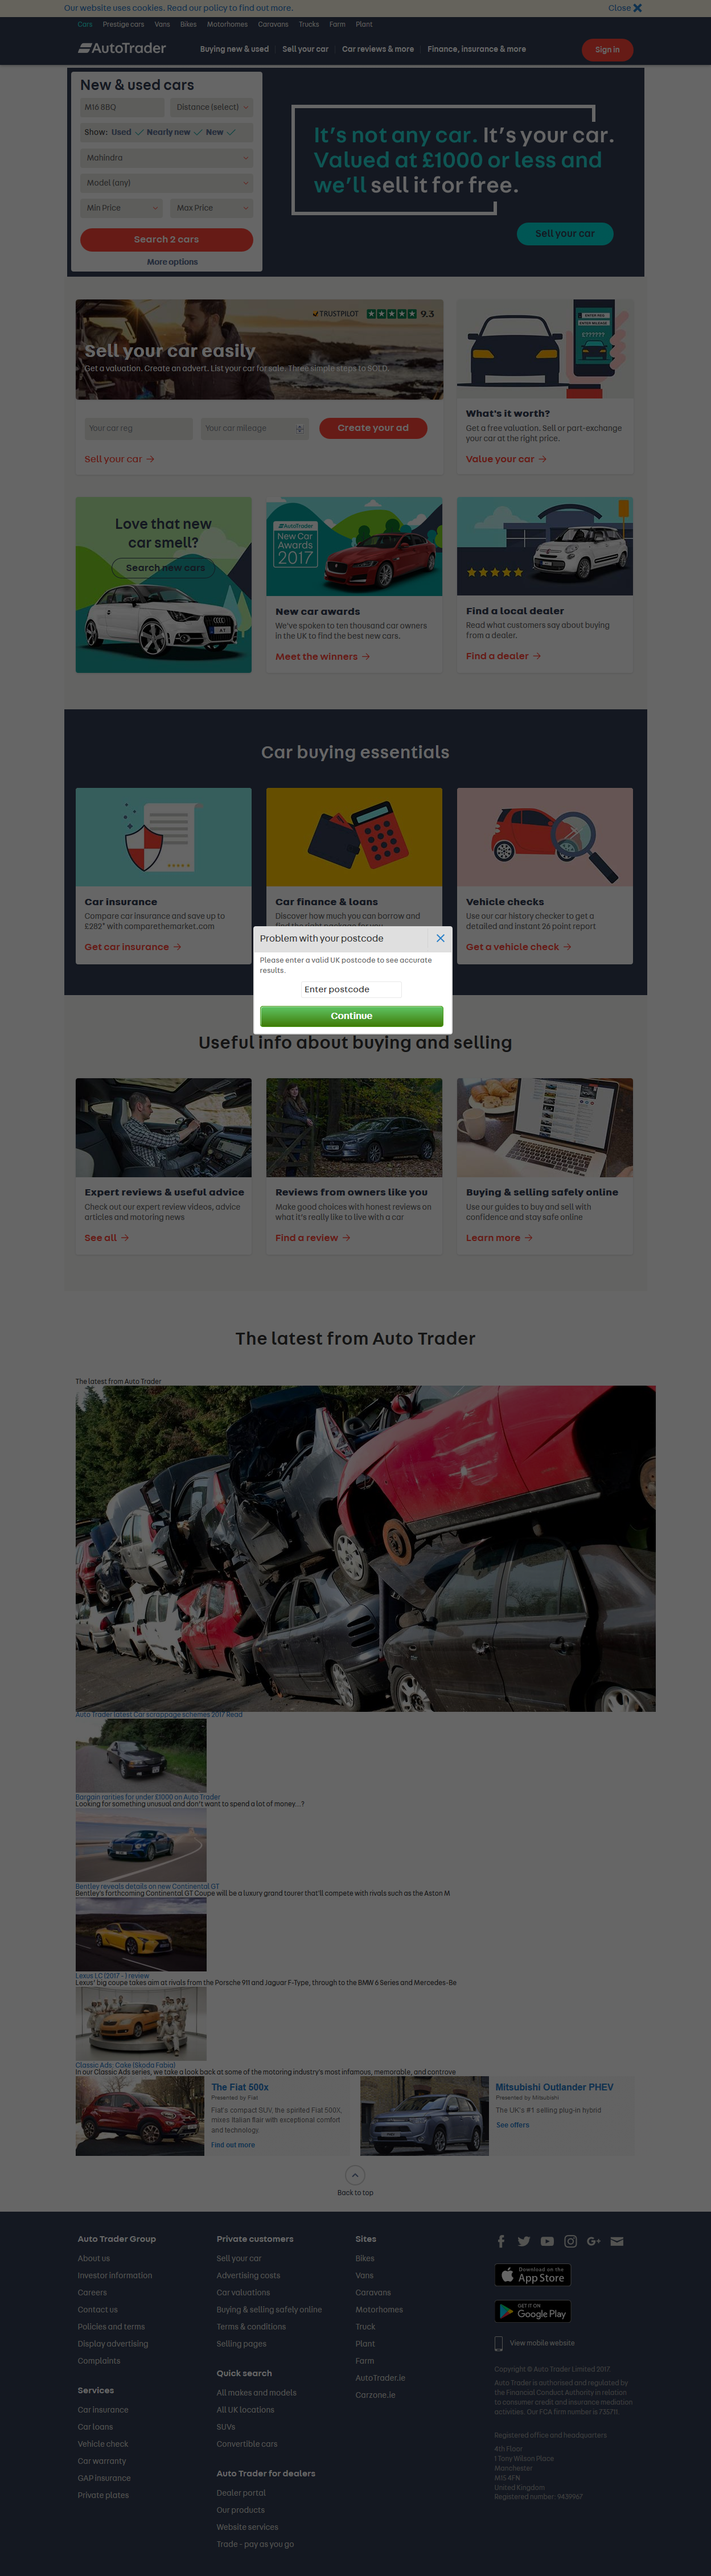 Our website uses cookies. Read our policy to find out more.
Close
Cars Prestige cars Vans Bikes Motorhomes Caravans Trucks Farm Plant
AutoTrader
Buying new & used
Sell your car
Car reviews & more
Finance, insurance & more
Sign in
New & used cars
M16 8BQ
Distance (select)
Show: Used Nearly new New
Mahindra
Model (any)
Min Price
Max Price
Search 2 cars
More options
It's not any car. It's your car.
Valued at £1000 or less and
we'll sell it for free.
Sell your car
TRUSTPILOT 9.3
Sell your car easily
Get a valuation. Create an advert. List your car for sale. Three simple steps to SOLD.
Your car reg
Your car mileage
Create your ad
Sell your car
ENTER REG
ENTER MILEAGE
What's it worth?
Get a free valuation. Sell or part-exchange
your car at the right price.
Value your car
Love that new
car smell?
Search new cars
AutoTrader
New Car
Awards
2017
New car awards
We've spoken to ten thousand car owners
in the UK to find the best new cars.
Meet the winners
Find a local dealer
Read what customers say about buying
from a dealer.
Find a dealer
Car buying essentials
Car insurance
Compare car insurance and save up to
£282* with comparethemarket.com
Get car insurance
Car finance & loans
Discover how much you can borrow and
Vehicle checks
Use our car history checker to get a
detailed and instant 26 point report
Get a vehicle check
Problem with your postcode
Please enter a valid UK postcode to see accurate
results.
Enter postcode
Continue
Useful info about buying and selling
Expert reviews & useful advice
Check out our expert review videos, advice
articles and motoring news
See all
Reviews from owners like you
Make good choices with honest reviews on
what it's really like to live with a car
Find a review
Buying & selling safely online
Use our guides to buy and sell with
confidence and stay safe online
Learn more
The latest from Auto Trader
The latest from Auto Trader
Auto Trader latest Car scrappage schemes 2017 Read
Bargain rarities for under £1000 on Auto Trader
Looking for something unusual and don't want to spend a lot of money...?
Bentley reveals details on new Continental GT
Bentley's forthcoming Continental GT Coupe will be a luxury grand tourer that'll compete with rivals such as the Aston M
Lexus LC (2017 - ) review
Lexus' big coupe takes aim at rivals from the Porsche 911 and Jaguar F-Type, through to the BMW 6 Series and Mercedes-Be
Classic Ads: Cake (Skoda Fabia)
In our Classic Ads series, we take a look back at some of the motoring industry's most infamous, memorable, and controve
The Fiat 500x
Presented by Fiat
Fiat's compact SUV, the spirited Fiat 500X,
mixes Italian flair with exceptional comfort
and technology.
Find out more
Mitsubishi Outlander PHEV
Presented by Mitsubishi
The UK's #1 selling plug-in hybrid
See offers
Back to top
Auto Trader Group
About us
Investor information
Careers
Contact us
Policies and terms
Display advertising
Complaints
Services
Car insurance
Car loans
Vehicle check
Car warranty
GAP insurance
Private plates
Private customers
Sell your car
Advertising costs
Car valuations
Buying & selling safely online
Terms & conditions
Selling pages
Quick search
All makes and models
All UK locations
SUVs
Convertible cars
Auto Trader for dealers
Dealer portal
Our products
Website services
Trade - pay as you go
Sites
Bikes
Vans
Caravans
Motorhomes
Truck
Plant
Farm
AutoTrader.ie
Carzone.ie
Download on the
App Store
GET IT ON
Google Play
View mobile website
Copyright © Auto Trader Limited 2017.
Auto Trader is authorised and regulated by
the Financial Conduct Authority in relation
to consumer credit and insurance mediation
activities. Our FCA firm number is 735711.
Registered office and headquarters
4th Floor
1 Tony Wilson Place
Manchester
M15 4FN
United Kingdom
Registered number: 9439967